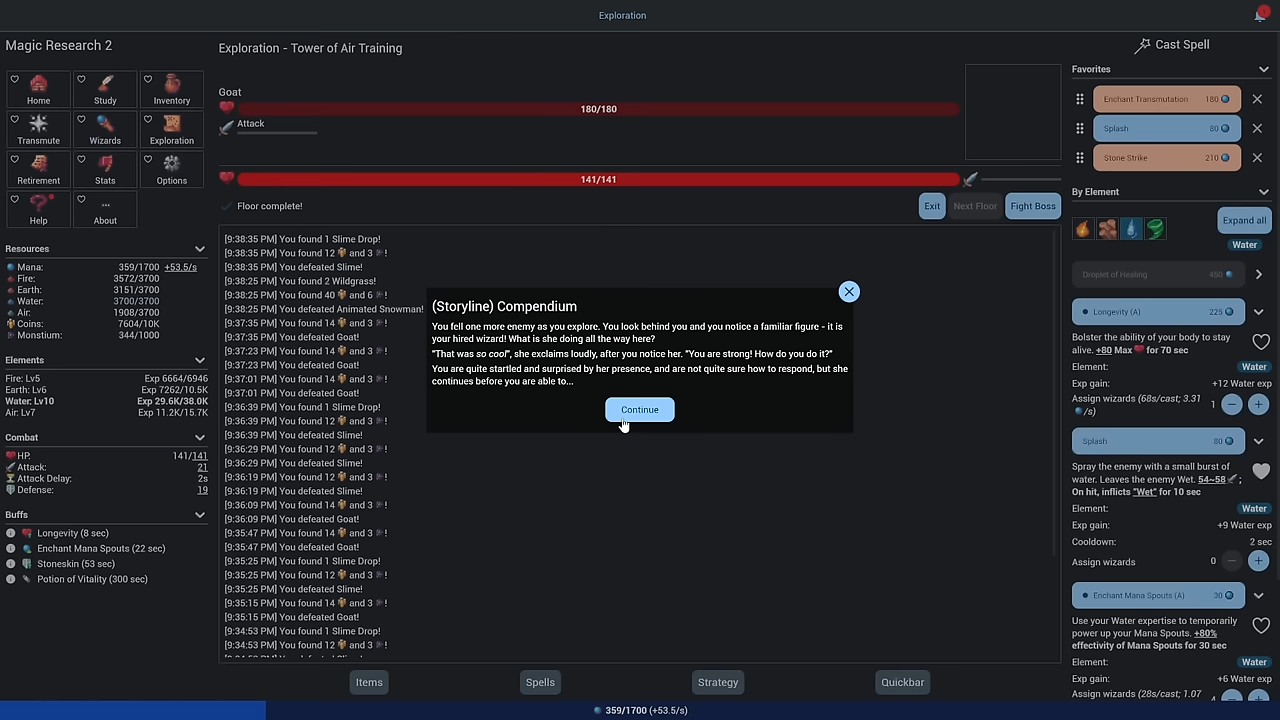 Exploration
Magic Research 2
Home
Study
Inventory
Transmute
Wizards
Exploration
Retirement
Stats
Options
Help
About
Resources
Mana: 359/1700 +53.5/s
Fire: 3572/3700
Earth: 3151/3700
Water: 3700/3700
Air: 1908/3700
Coins: 7604/10K
Monstium: 344/1000
Elements
Fire: Lv5 Exp 6664/6946
Earth: Lv6 Exp 7262/10.5K
Water: Lv10 Exp 29.6K/38.0K
Air: Lv7 Exp 11.2K/15.7K
Combat
HP: 141/141
Attack: 21
Attack Delay: 2s
Defense: 19
Buffs
Longevity (8 sec)
Enchant Mana Spouts (22 sec)
Stoneskin (53 sec)
Potion of Vitality (300 sec)
Exploration - Tower of Air Training
Goat
180/180
Attack
141/141
Floor complete!
Exit
Next Floor
Fight Boss
[9:38:35 PM] You found 1 Slime Drop!
[9:38:35 PM] You found 12 and 3 !
[9:38:35 PM] You defeated Slime!
[9:38:25 PM] You found 2 Wildgrass!
[9:38:25 PM] You found 40 and 6 !
[9:38:25 PM] You defeated Animated Snowman!
[9:37:35 PM] You found 14 and 3 !
[9:37:35 PM] You defeated Goat!
[9:37:23 PM] You found 14 and 3 !
[9:37:23 PM] You defeated Goat!
[9:37:01 PM] You found 14 and 3 !
[9:37:01 PM] You defeated Goat!
[9:36:39 PM] You found 1 Slime Drop!
[9:36:39 PM] You found 12 and 3 !
[9:36:39 PM] You defeated Slime!
[9:36:29 PM] You found 12 and 3 !
[9:36:29 PM] You defeated Slime!
[9:36:19 PM] You found 12 and 3 !
[9:36:19 PM] You defeated Slime!
[9:36:09 PM] You found 14 and 3 !
[9:36:09 PM] You defeated Goat!
[9:35:47 PM] You found 14 and 3 !
[9:35:47 PM] You defeated Goat!
[9:35:25 PM] You found 1 Slime Drop!
[9:35:25 PM] You found 12 and 3 !
[9:35:25 PM] You defeated Slime!
[9:35:15 PM] You found 14 and 3 !
[9:35:15 PM] You defeated Goat!
[9:34:53 PM] You found 1 Slime Drop!
[9:34:53 PM] You found 12 and 3 !
(Storyline) Compendium
You fell one more enemy as you explore. You look behind you and you notice a familiar figure - it is
your hired wizard! What is she doing all the way here?
"That was so cool", she exclaims loudly, after you notice her. "You are strong! How do you do it?"
You are quite startled and surprised by her presence, and are not quite sure how to respond, but she
continues before you are able to...
Continue
Items
Spells
Strategy
Quickbar
359/1700 (+53.5/s)
Cast Spell
Favorites
Enchant Transmutation 180
Splash 80
Stone Strike 210
By Element
Expand all
Water
Droplet of Healing 450
Longevity (A) 225
Bolster the ability of your body to stay
alive. +80 Max for 70 sec
Element: Water
Exp gain: +12 Water exp
Assign wizards (68s/cast; 3.31
/s) 1
Splash 80
Spray the enemy with a small burst of
water. Leaves the enemy Wet. 54~58 ;
On hit, inflicts "Wet" for 10 sec
Element: Water
Exp gain: +9 Water exp
Cooldown: 2 sec
Assign wizards 0
Enchant Mana Spouts (A) 30
Use your Water expertise to temporarily
power up your Mana Spouts. +80%
effectivity of Mana Spouts for 30 sec
Element: Water
Exp gain: +6 Water exp
Assign wizards (28s/cast; 1.07